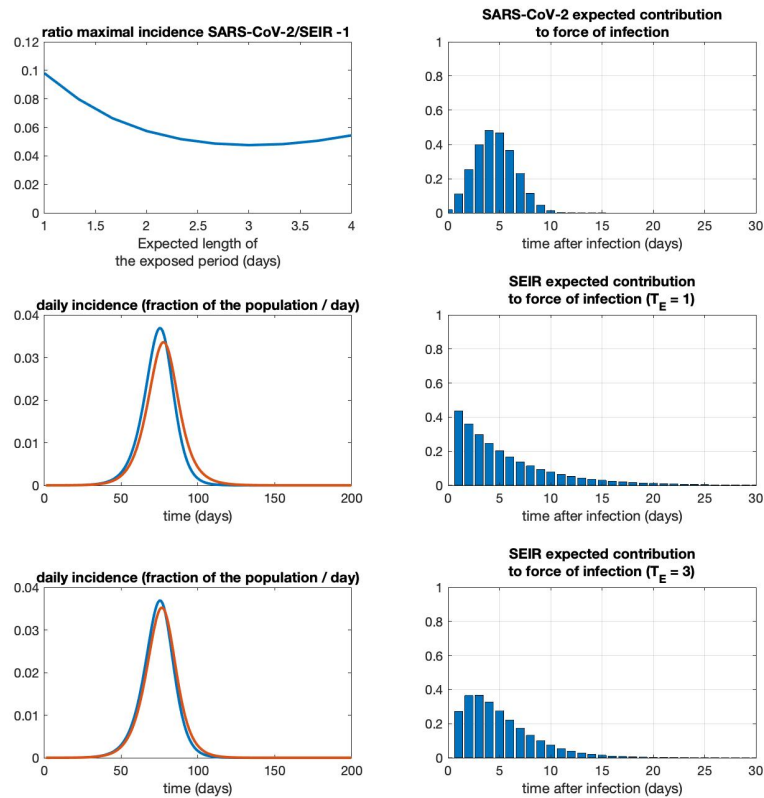 ratio maximal incidence SARS-CoV-2/SEIR -1
0.12
0.1
0.08
0.06
0.04
0.02
0
1 1.5 2 2.5 3 3.5 4
Expected length of
the exposed period (days)
SARS-CoV-2 expected contribution
to force of infection
1
0.8
0.6
0.4
0.2
0
0 5 10 15 20 25 30
time after infection (days)
daily incidence (fraction of the population / day)
0.04
0.03
0.02
0.01
0
0 50 100 150 200
time (days)
SEIR expected contribution
to force of infection (T_E = 1)
1
0.8
0.6
0.4
0.2
0
0 5 10 15 20 25 30
time after infection (days)
daily incidence (fraction of the population / day)
0.04
0.03
0.02
0.01
0
0 50 100 150 200
time (days)
SEIR expected contribution
to force of infection (T_E = 3)
1
0.8
0.6
0.4
0.2
0
0 5 10 15 20 25 30
time after infection (days)